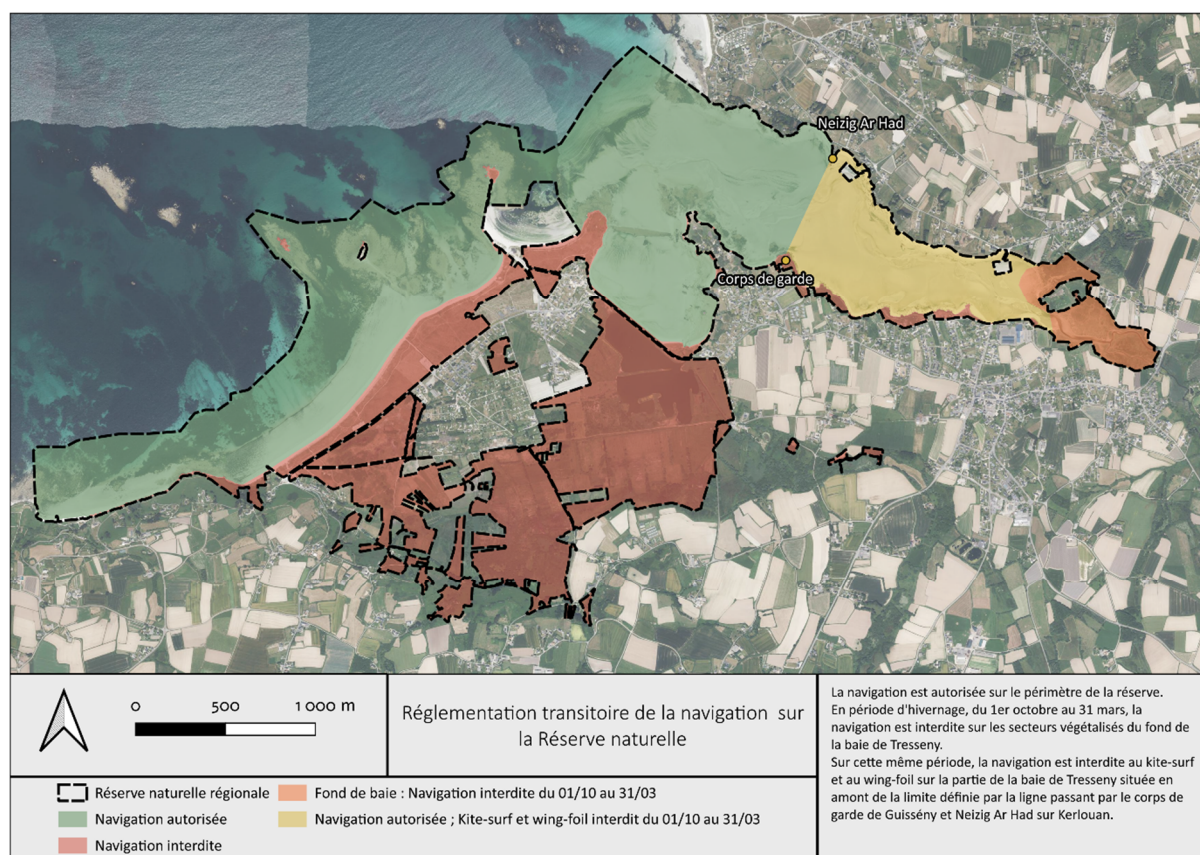 Neizig Ar Had
Corps de garde
0 500 1 000 m
Réglementation transitoire de la navigation sur
la Réserve naturelle
La navigation est autorisée sur le périmètre de la réserve.
En période d'hivernage, du 1er octobre au 31 mars, la
navigation est interdite sur les secteurs végétalisés du fond de
la baie de Tresseny.
Sur cette même période, la navigation est interdite au kite-surf
et au wing-foil sur la partie de la baie de Tresseny située en
amont de la limite définie par la ligne passant par le corps de
garde de Guissény et Neizig Ar Had sur Kerlouan.
Réserve naturelle régionale
Navigation autorisée
Navigation interdite
Fond de baie : Navigation interdite du 01/10 au 31/03
Navigation autorisée ; Kite-surf et wing-foil interdit du 01/10 au 31/03